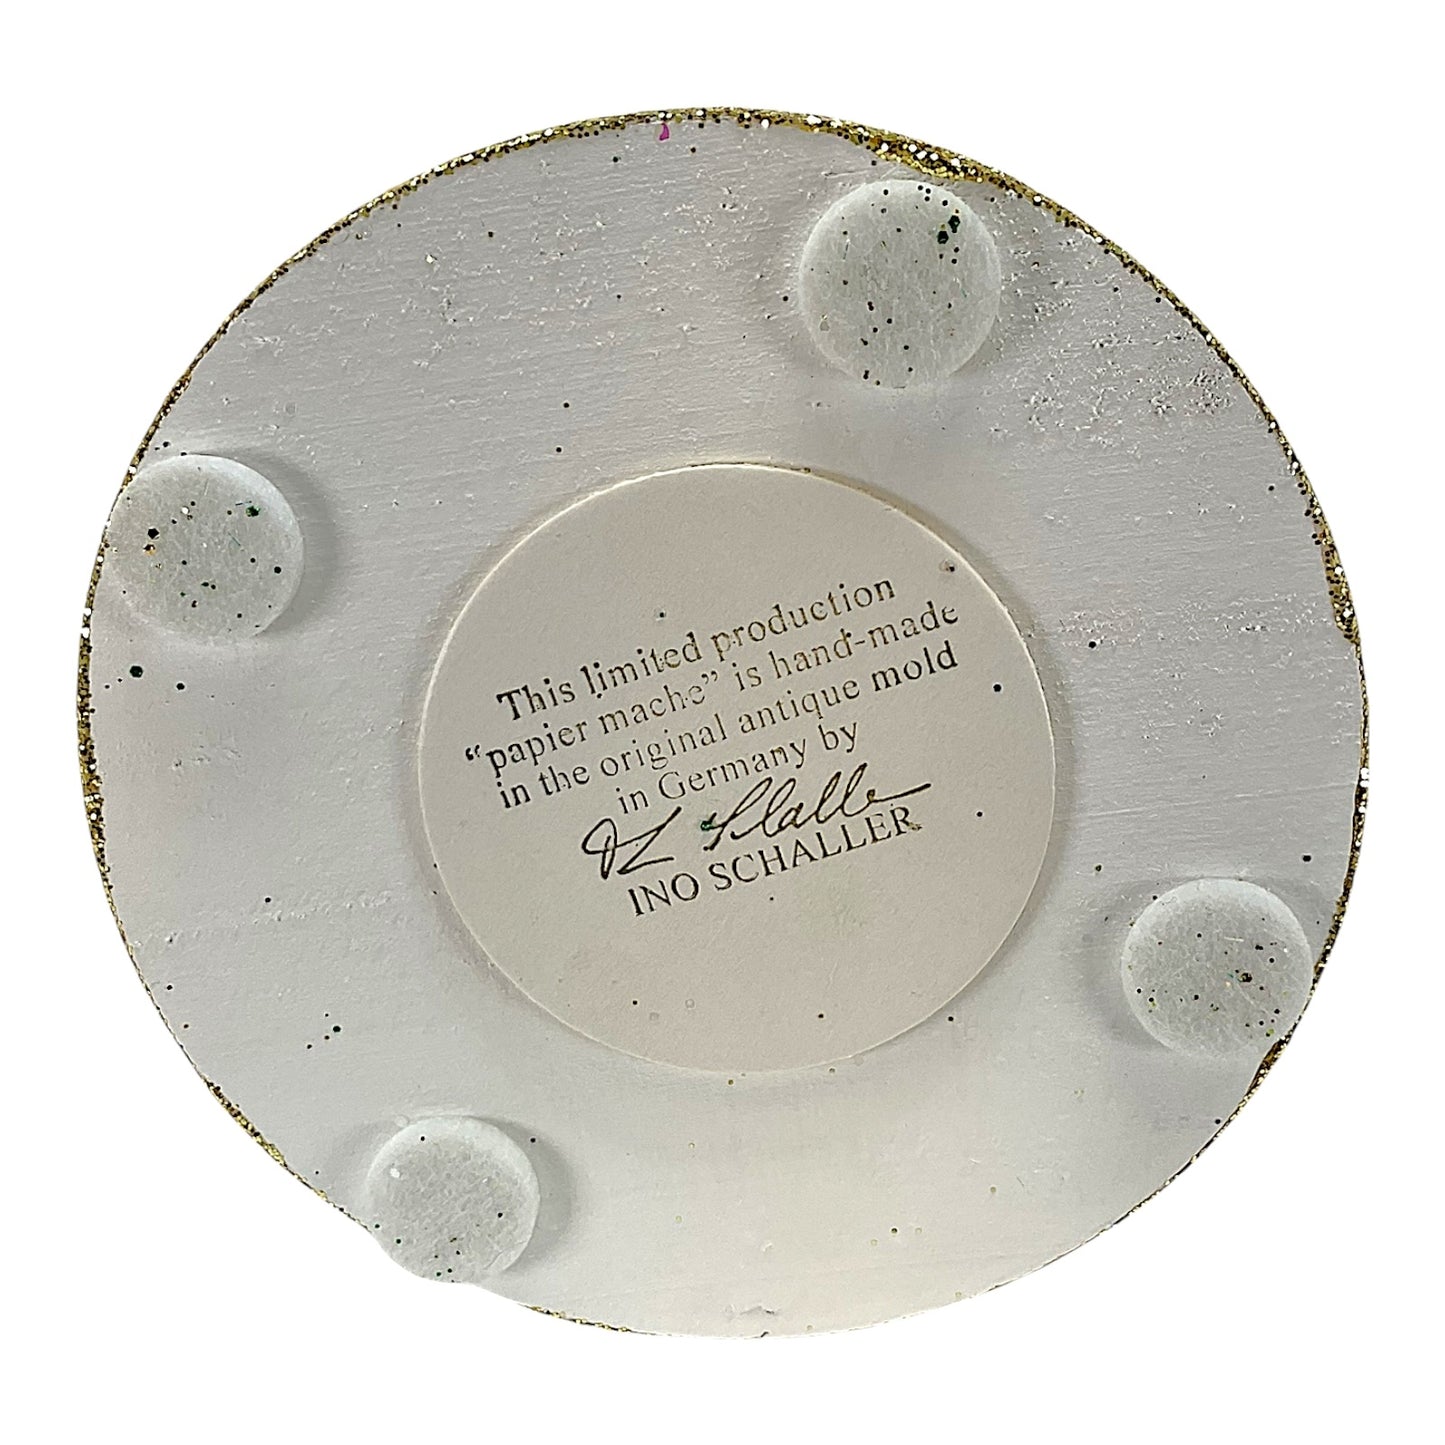 This limited production
“papier mache” is hand-made
in the original antique mold
in Germany by
INO SCHALLER